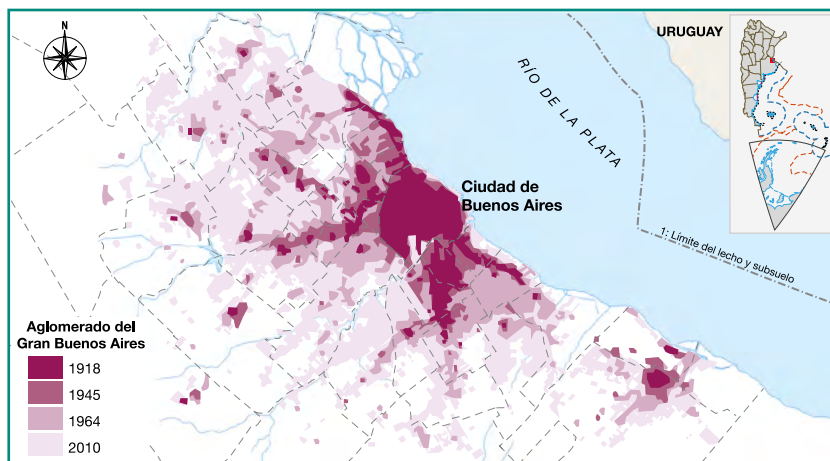 URUGUAY
RÍO DE LA PLATA
Ciudad de
Buenos Aires
1: Límite del lecho y subsuelo
Aglomerado del
Gran Buenos Aires
1918
1945
1964
2010